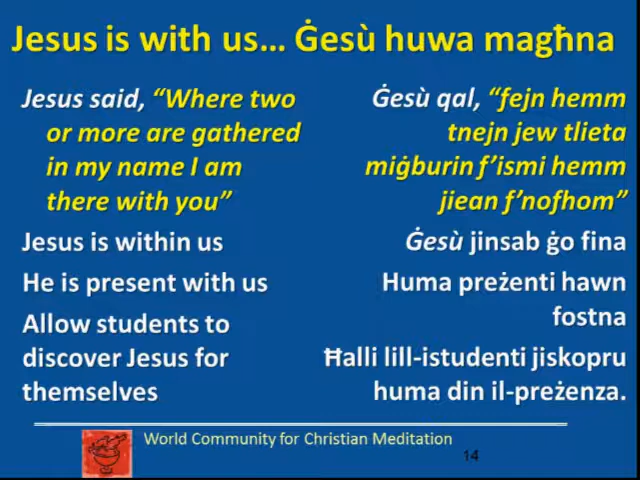 Jesus is with us... Ġesù huwa magħna
Jesus said, “Where two
or more are gathered
in my name I am
there with you”
Jesus is within us
He is present with us
Allow students to
discover Jesus for
themselves
Ġesù qal, “fejn hemm
tnejn jew tlieta
miġburin f’ismi hemm
jiean f’nofhom”
Ġesù jinsab ġo fina
Huma preżenti hawn
fostna
Ħalli lill-istudenti jiskopru
huma din il-preżenza.
World Community for Christian Meditation
14